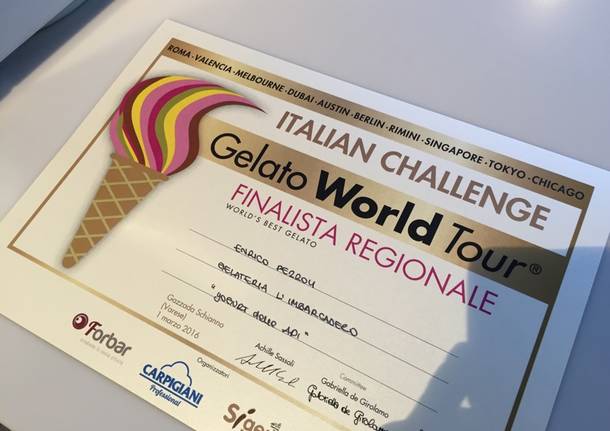 ROMA · VALENCIA · MELBOURNE · DUBAI · AUSTIN · BERLIN · RIMINI · SINGAPORE · TOKYO · CHICAGO
ITALIAN CHALLENGE
Gelato World Tour®
WORLD'S BEST GELATO
FINALISTA REGIONALE
ENRICO
GELATERIA L'IMBARCADERO
"YOGURT DELLE API"
Gazzada Schianno
(Varese)
1 marzo 2016
Achille Sassoli
Committee
Gabriella de Girolamo
Organizzatori
Forbar
CARPIGIANI
Professional